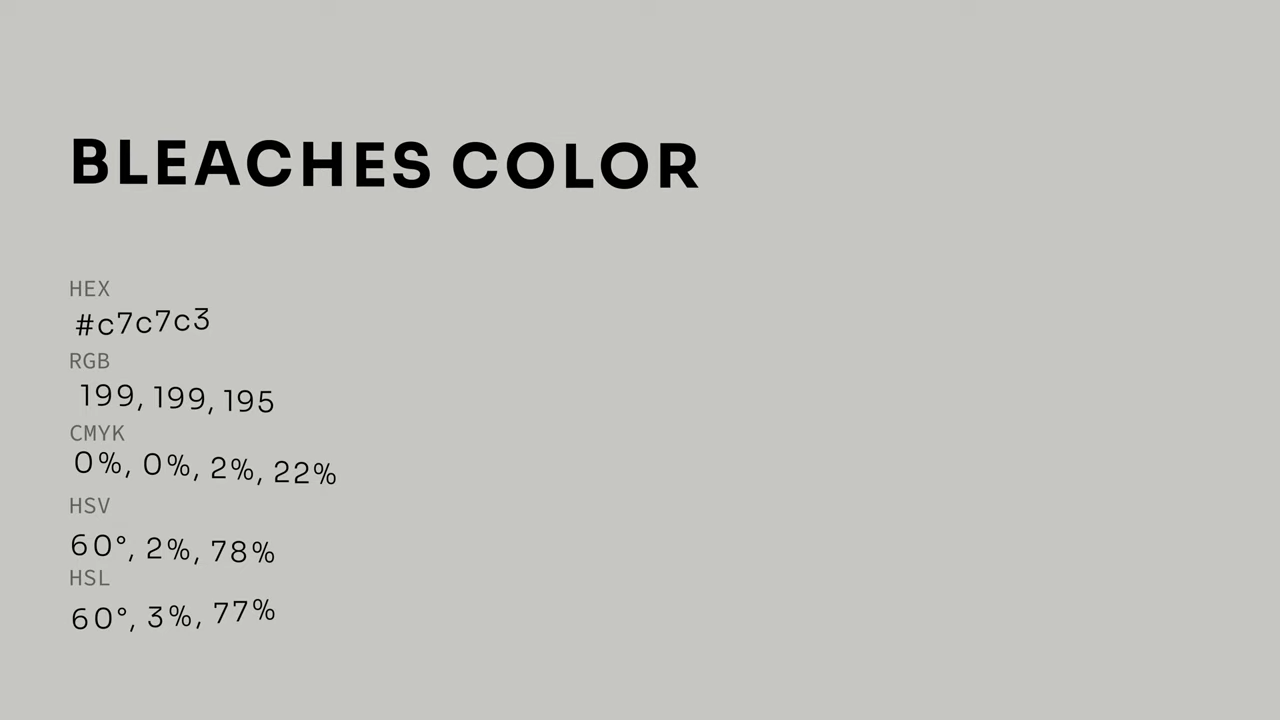 BLEACHES COLOR
HEX
#c7c7c3
RGB
199, 199, 195
CMYK
0%, 0%, 2%, 22%
HSV
60°, 2%, 78%
HSL
60°, 3%, 77%